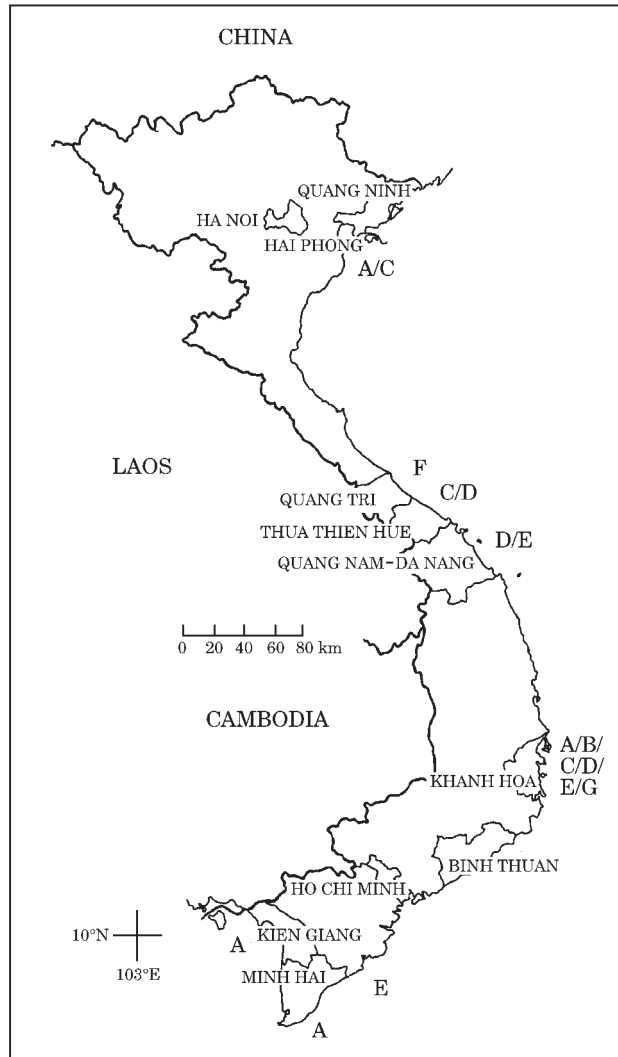 CHINA
QUANG NINH
HA NOI
HAI PHONG
A/C
LAOS
F
QUANG TRI
C/D
THUA THIEN HUE
D/E
QUANG NAM-DA NANG
0 20 40 60 80 km
CAMBODIA
A/B/
C/D/
E/G
KHANH HOA
BINH THUAN
HO CHI MINH
10°N
103°E
A
KIEN GIANG
MINH HAI
E
A